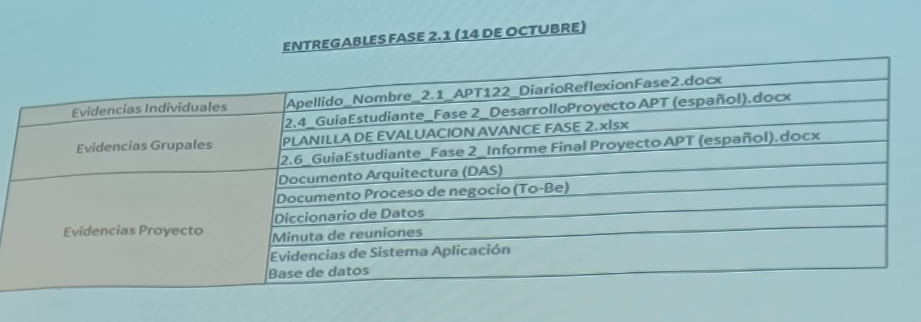 ENTREGABLES FASE 2.1 (14 DE OCTUBRE)
Evidencias Individuales
Apellido_Nombre_2.1_APT122_DiarioReflexionFase2.docx
Evidencias Grupales
2.4_GuiaEstudiante_Fase 2_DesarrolloProyecto APT (español).docx
PLANILLA DE EVALUACION AVANCE FASE 2.xlsx
2.6_GuiaEstudiante_Fase 2_Informe Final Proyecto APT (español).docx
Evidencias Proyecto
Documento Arquitectura (DAS)
Documento Proceso de negocio (To-Be)
Diccionario de Datos
Minuta de reuniones
Evidencias de Sistema Aplicación
Base de datos